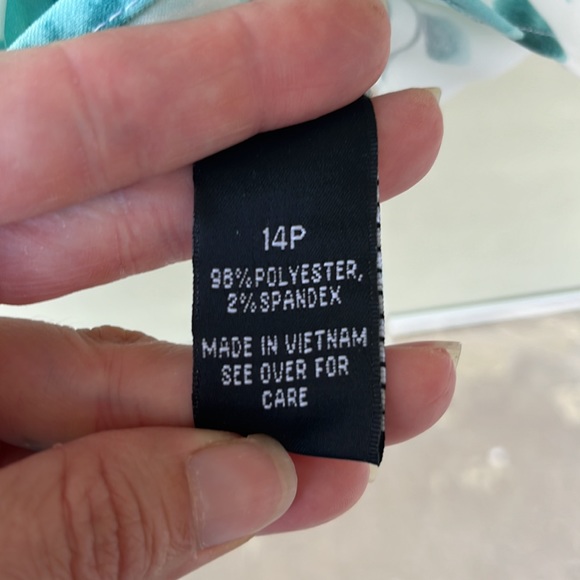 14P
98%POLYESTER,
2%SPANDEX
MADE IN VIETNAM
SEE OVER FOR
CARE